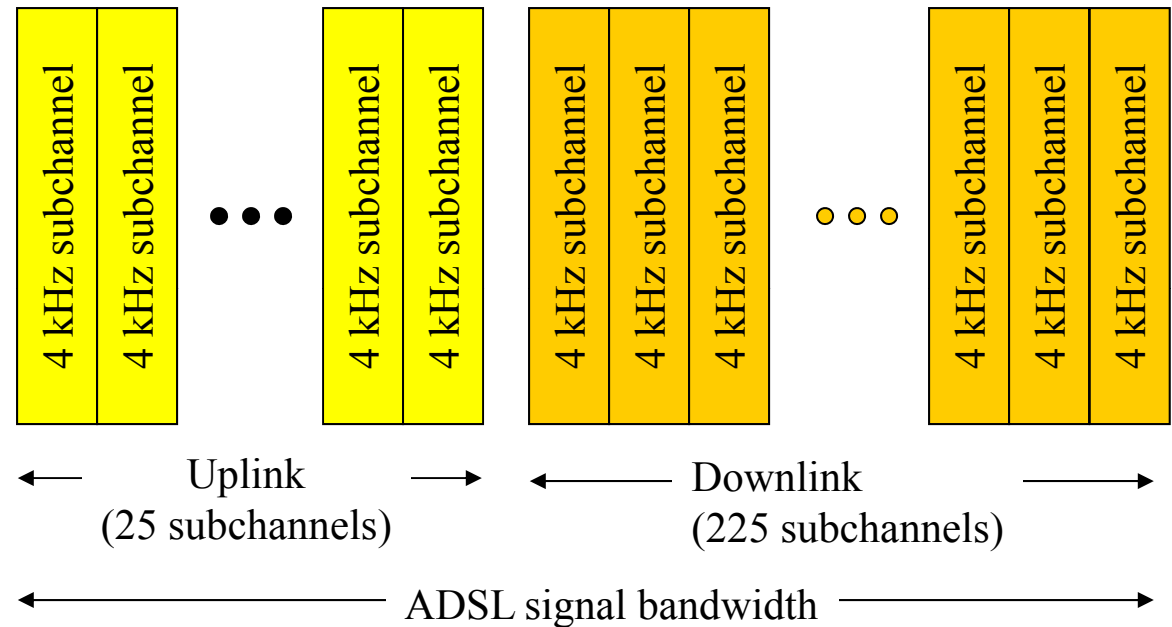 4 kHz subchannel
4 kHz subchannel
4 kHz subchannel
4 kHz subchannel
4 kHz subchannel
4 kHz subchannel
4 kHz subchannel
4 kHz subchannel
4 kHz subchannel
4 kHz subchannel
Uplink
(25 subchannels)
Downlink
(225 subchannels)
ADSL signal bandwidth